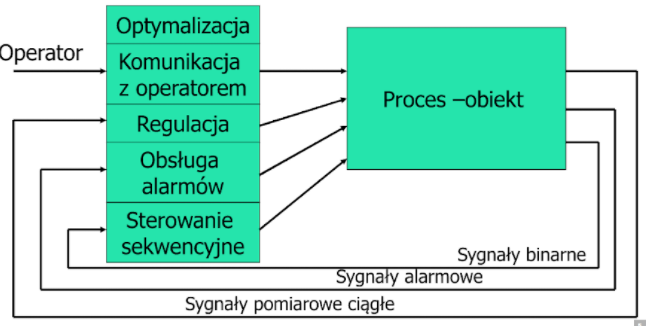 Optymalizacja
Operator
Komunikacja
z operatorem
Regulacja
Obsługa
alarmów
Sterowanie
sekwencyjne
Proces –obiekt
Sygnały binarne
Sygnały alarmowe
Sygnały pomiarowe ciągłe